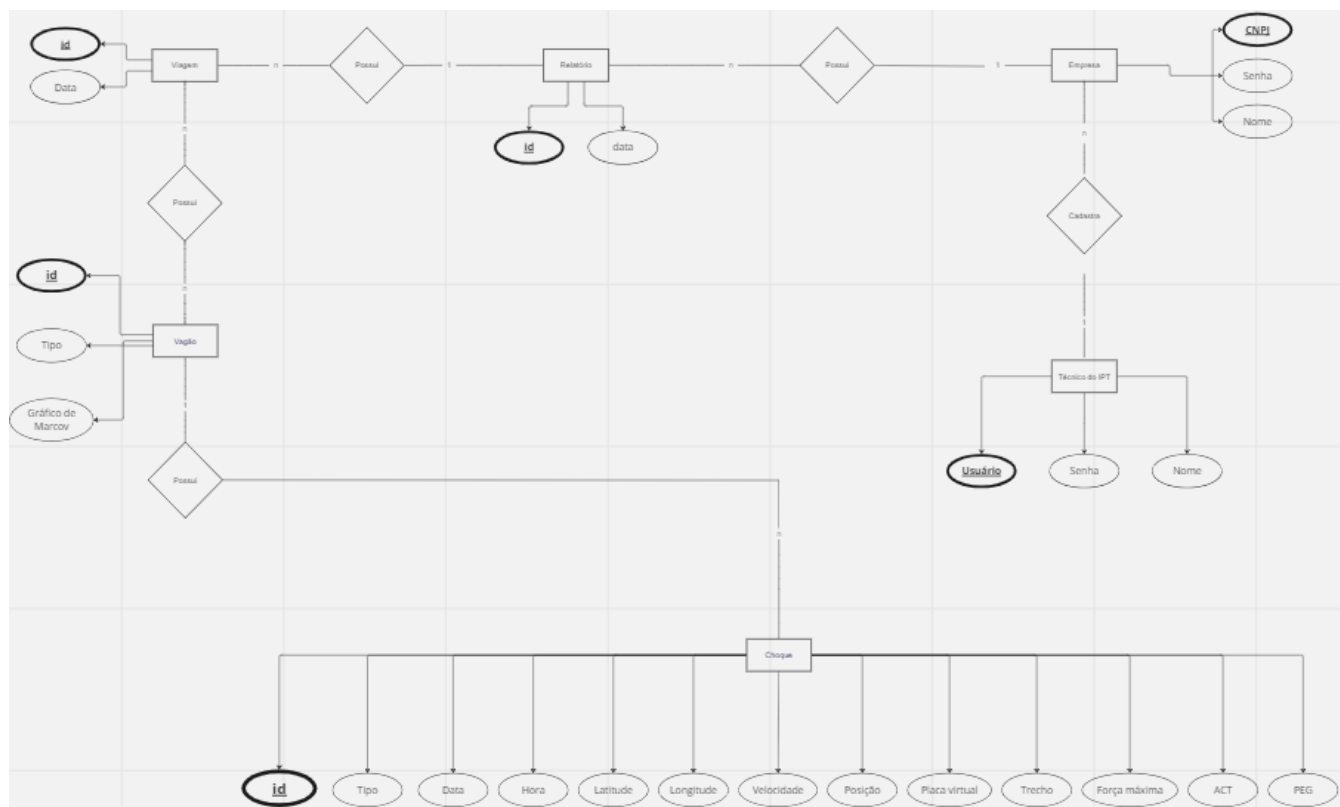 id
CNPJ
Viagem
n
Possui
1
Relatório
n
Possui
1
Empresa
Senha
Data
Nome
n
n
id
data
Possui
Cadastra
id
n
Vagão
Tipo
Técnico do IPT
Gráfico de
Marcov
Usuário
Senha
Nome
Possui
n
Choque
id
Tipo
Data
Hora
Latitude
Longitude
Velocidade
Posição
Placa virtual
Trecho
Força máxima
ACT
PEG